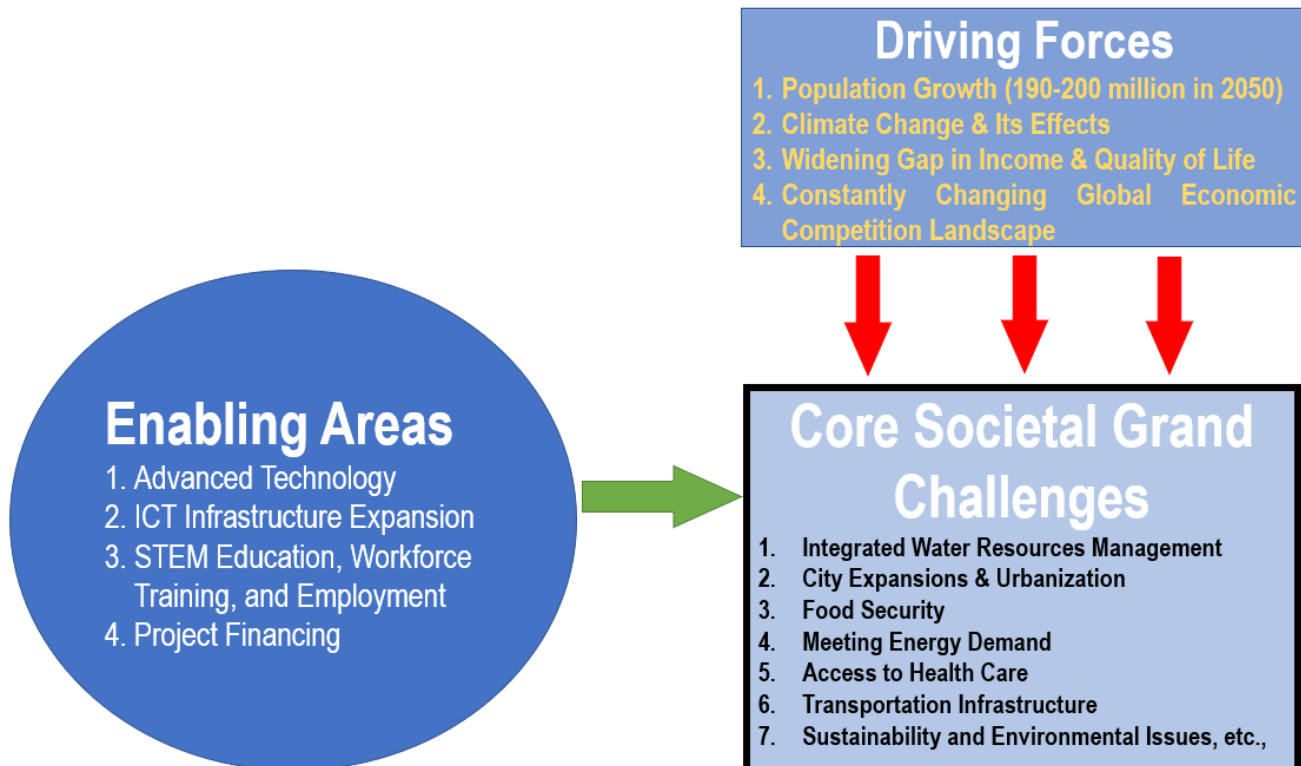 Driving Forces
1. Population Growth (190-200 million in 2050)
2. Climate Change & Its Effects
3. Widening Gap in Income & Quality of Life
4. Constantly Changing Global Economic
Competition Landscape
Enabling Areas
1. Advanced Technology
2. ICT Infrastructure Expansion
3. STEM Education, Workforce
Training, and Employment
4. Project Financing
Core Societal Grand
Challenges
1. Integrated Water Resources Management
2. City Expansions & Urbanization
3. Food Security
4. Meeting Energy Demand
5. Access to Health Care
6. Transportation Infrastructure
7. Sustainability and Environmental Issues, etc.,